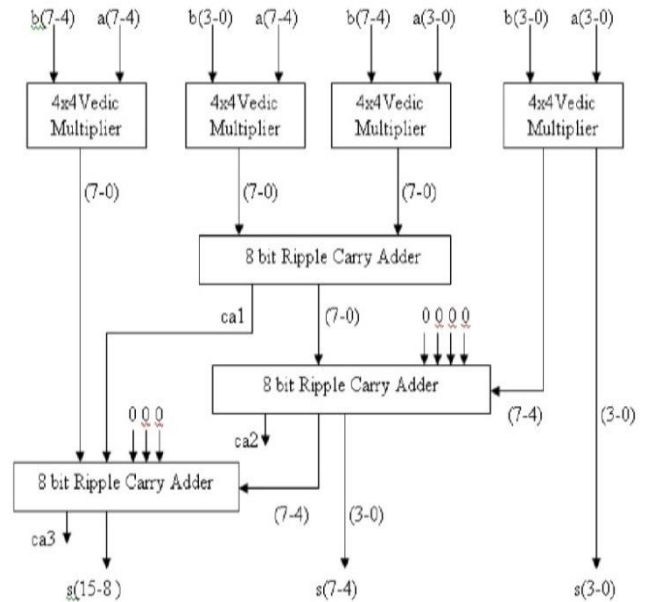 b(7-4) a(7-4) b(3-0) a(7-4) b(7-4) a(3-0) b(3-0) a(3-0)
4x4Vedic Multiplier
4x4Vedic Multiplier
4x4Vedic Multiplier
4x4Vedic Multiplier
(7-0) (7-0) (7-0)
8 bit Ripple Carry Adder
ca1 (7-0) 0 0 0 0
8 bit Ripple Carry Adder
(7-4) (3-0)
0 0 0
ca2
8 bit Ripple Carry Adder
(7-4) (3-0)
ca3
s(15-8) s(7-4) s(3-0)